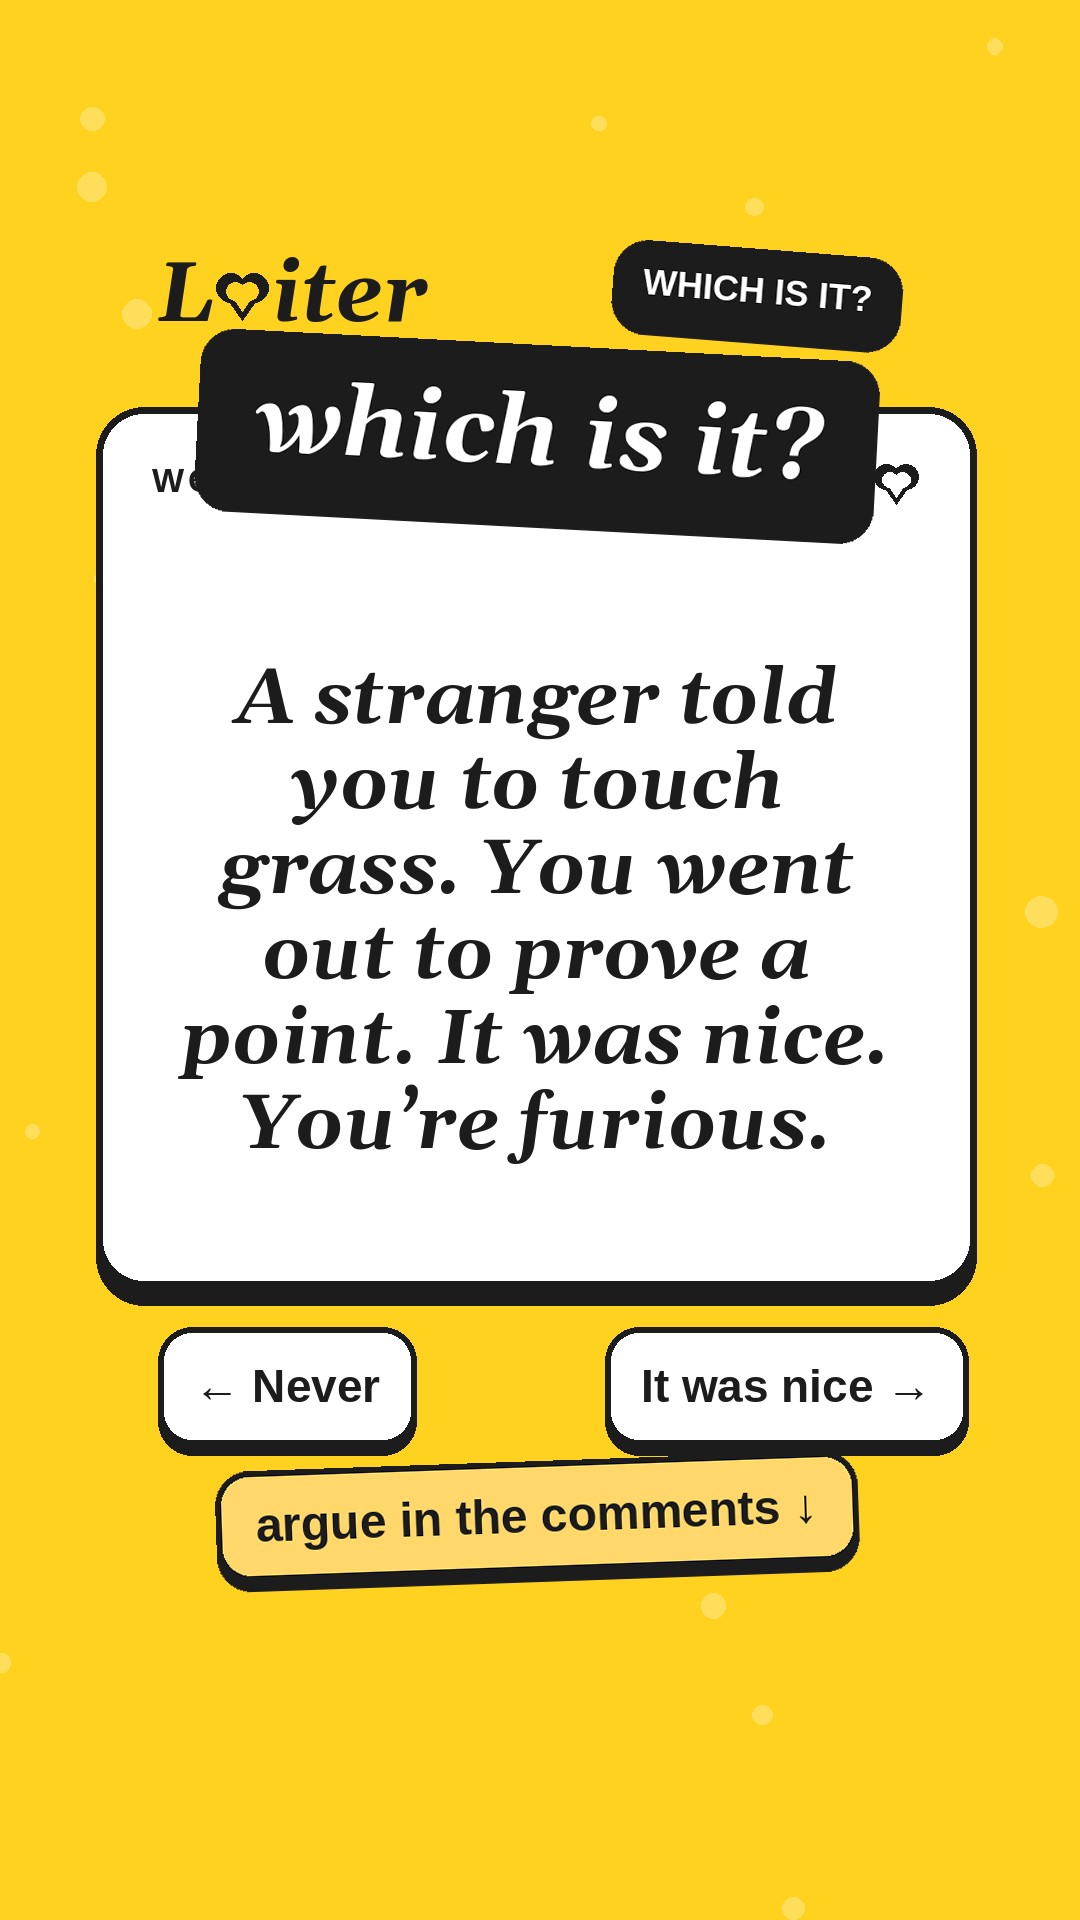 Loiter
WHICH IS IT?
which is it?
A stranger told
you to touch
grass. You went
out to prove a
point. It was nice.
You’re furious.
← Never
It was nice →
argue in the comments ↓